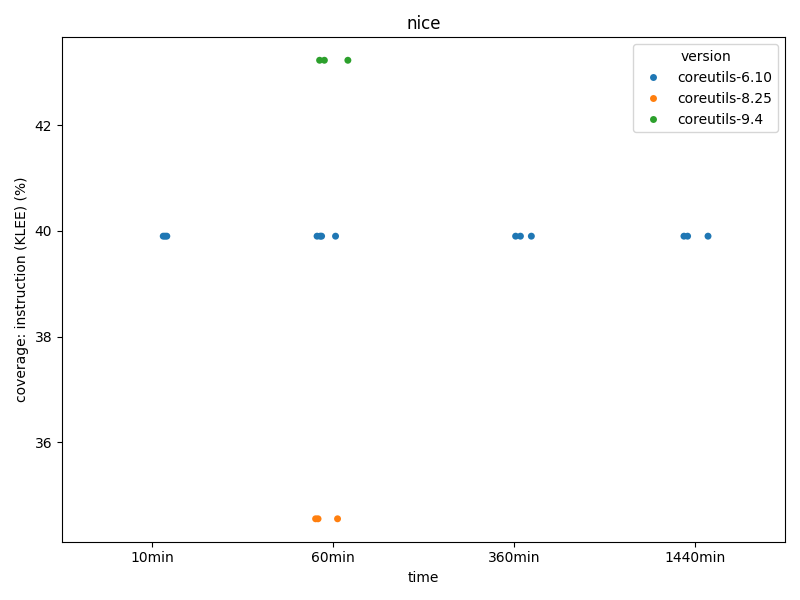 nice
version
coreutils-6.10
coreutils-8.25
coreutils-9.4
coverage: instruction (KLEE) (%)
42
40
38
36
10min
60min
360min
1440min
time